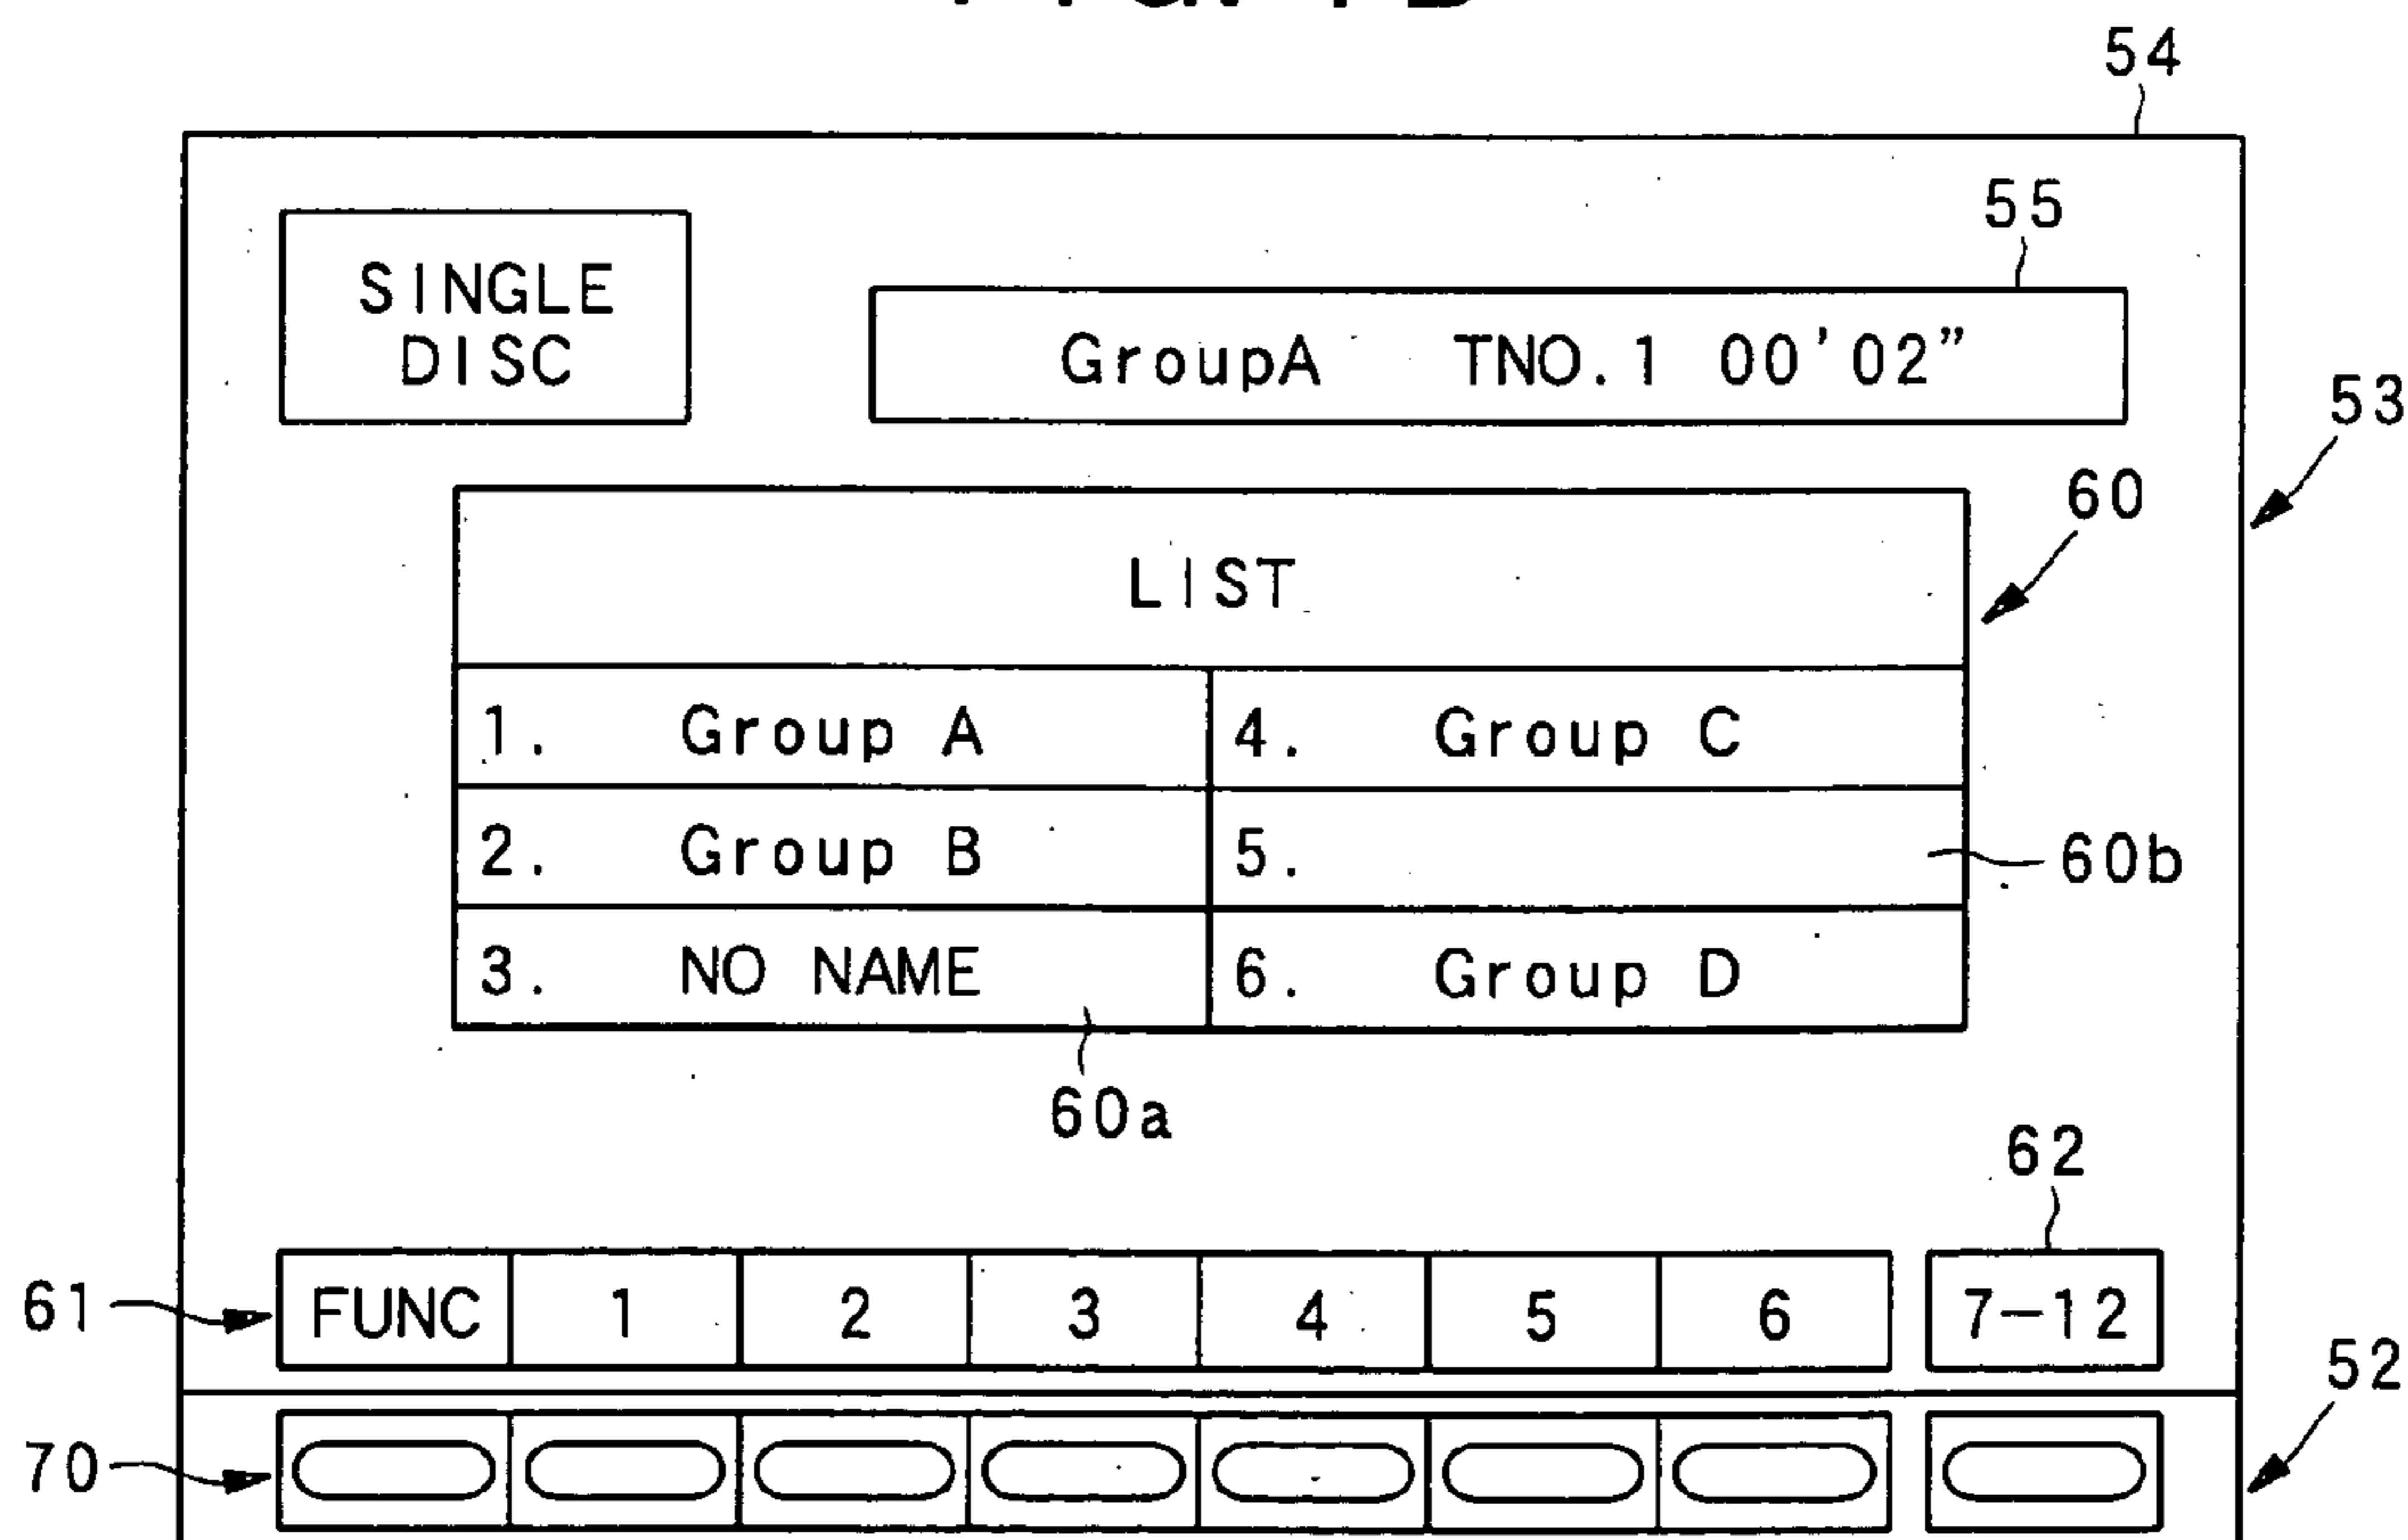 54
55
SINGLE
DISC
GroupA TNO.1 00'02”
53
60
LIST
1. Group A 4. Group C
2. Group B 5.
60b
3. NO NAME 6. Group D
60a
62
61
FUNC 1 2 3 4 5 6 7-12
52
70